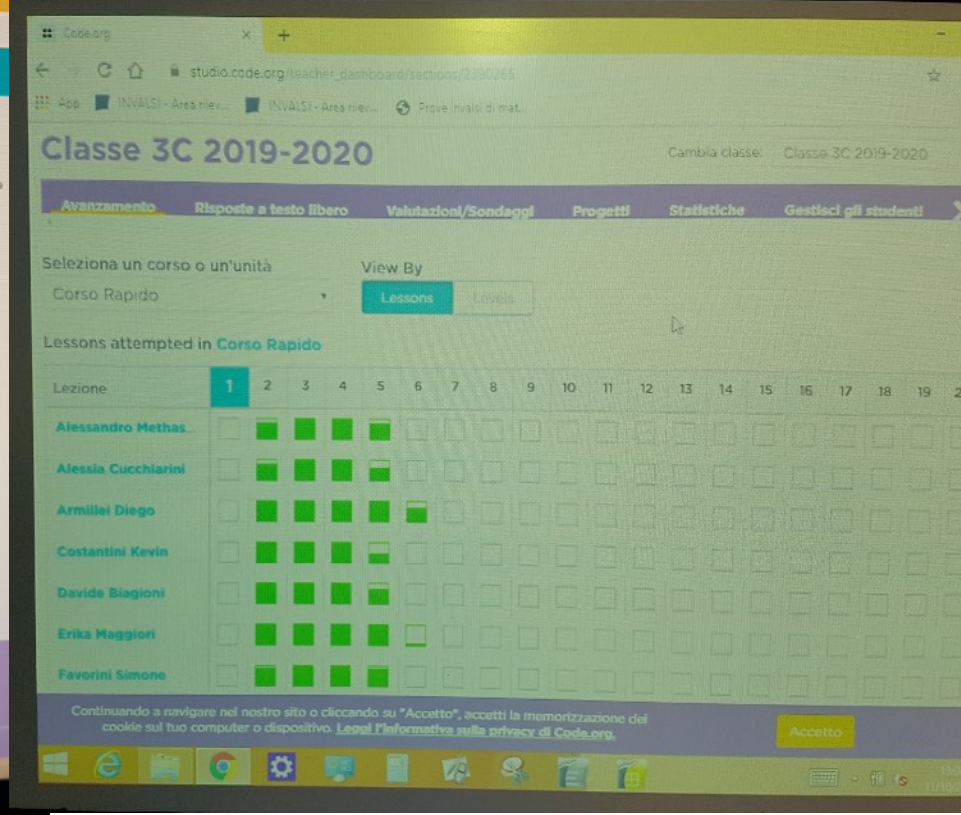 Code.org
studio.code.org/teacher_dashboard/sections/2390265
App INVALSI - Area rilev... INVALSI - Area rilev... Prove invalsi di mat...
Classe 3C 2019-2020 Cambia classe: Classe 3C 2019-2020
Avanzamento Risposte a testo libero Valutazioni/Sondaggi Progetti Statistiche Gestisci gli studenti
Seleziona un corso o un'unità View By
Corso Rapido Lessons Levels
Lessons attempted in Corso Rapido
Lezione 1 2 3 4 5 6 7 8 9 10 11 12 13 14 15 16 17 18 19
Alessandro Methas...
Alessia Cucchiarini
Armillei Diego
Costantini Kevin
Davide Biagioni
Erika Maggiori
Favorini Simone
Continuando a navigare nel nostro sito o cliccando su "Accetto", accetti la memorizzazione dei
cookie sul tuo computer o dispositivo. Leggi l'informativa sulla privacy di Code.org.
Accetto